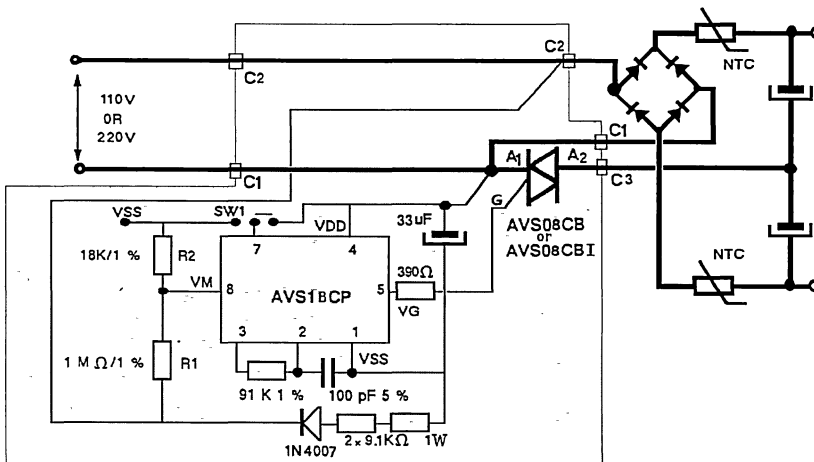 NTC
C2
C2
110V
OR
220V
C1
C1
A1
A2
C3
G
AVS08CB
or
AVS08CBI
VSS
SW1
VDD
33uF
7
4
18K/1 %
R2
VM
8
AVS1BCP
5
390Ω
VG
NTC
3
2
1
VSS
1 MΩ/1 %
R1
91 K 1 %
100 pF 5 %
1N4007
2 x 9.1KΩ
1W